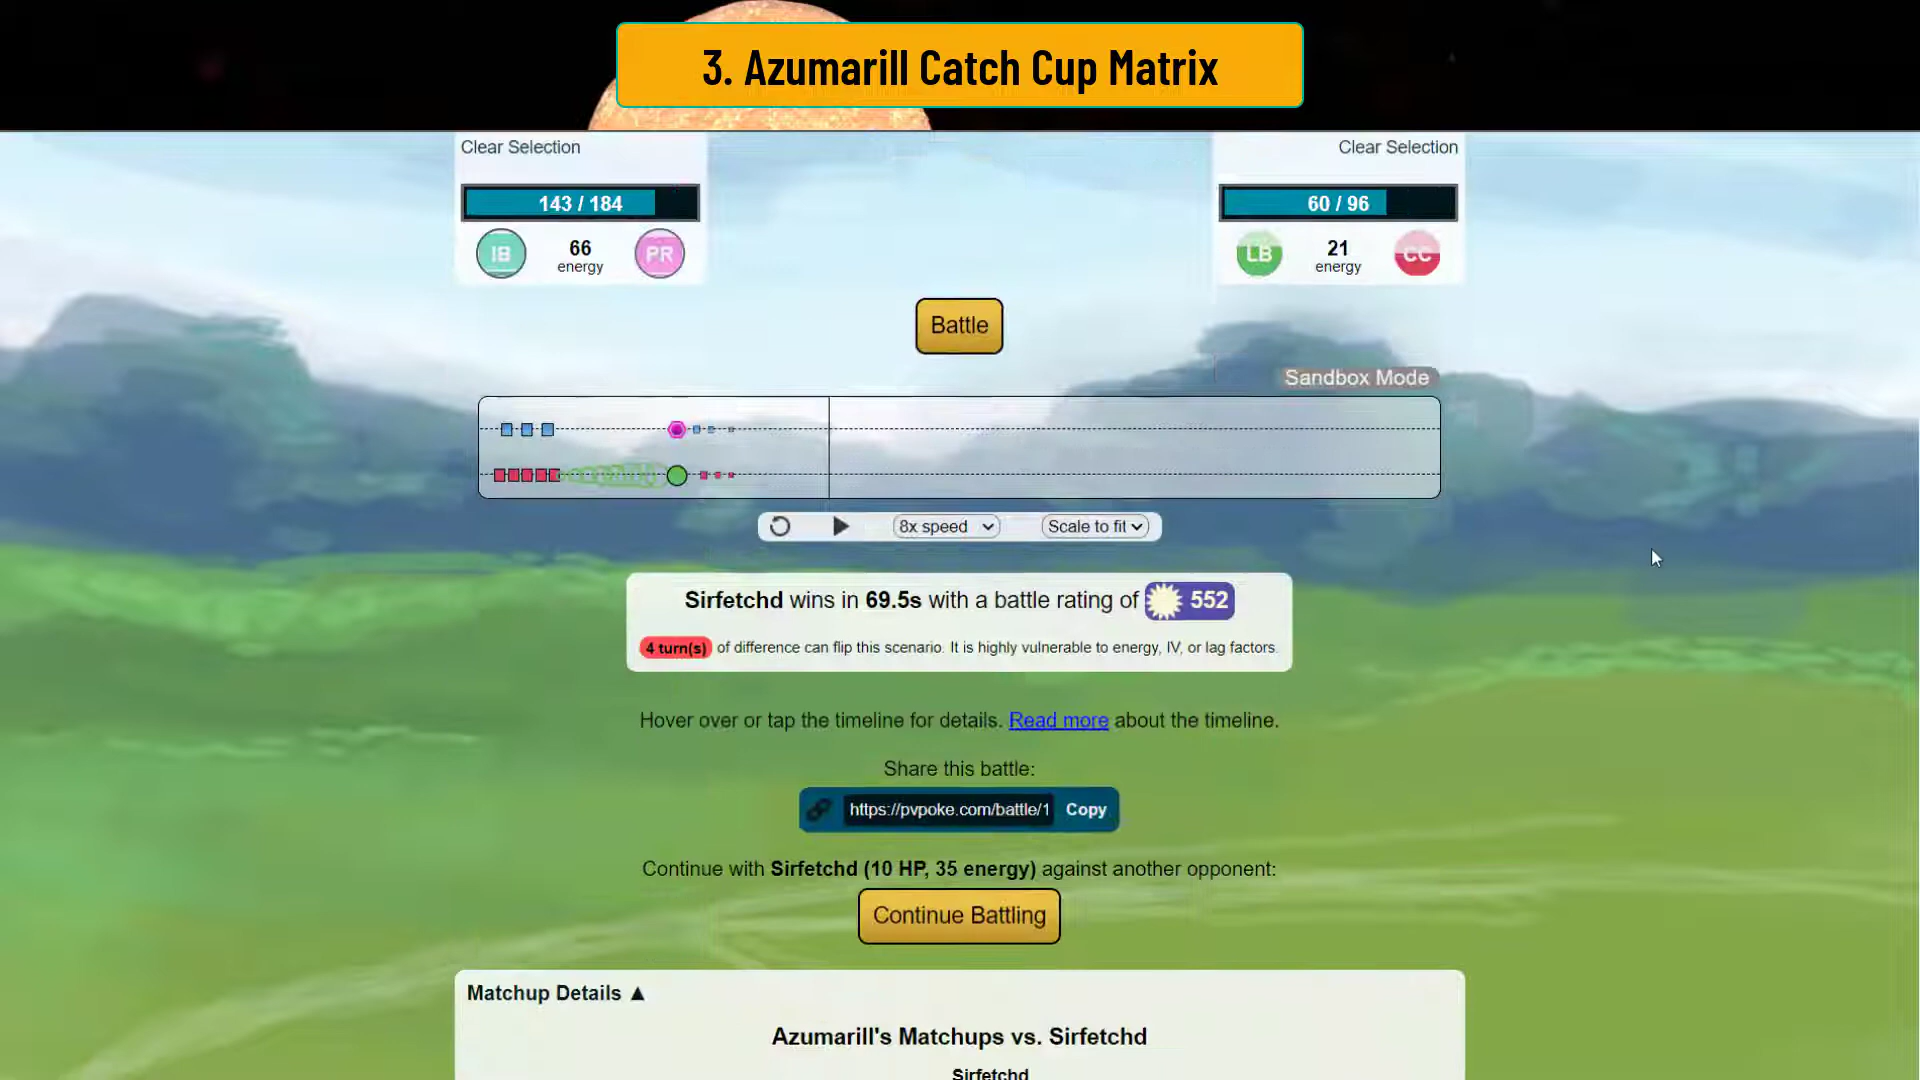 3. Azumarill Catch Cup Matrix
Clear Selection
Clear Selection
143 / 184
60 / 96
IB
66
energy
PR
LB
21
energy
CC
Battle
Sandbox Mode
8x speed
Scale to fit
Sirfetchd wins in 69.5s with a battle rating of 552
4 turn(s) of difference can flip this scenario. It is highly vulnerable to energy, IV, or lag factors.
Hover over or tap the timeline for details. Read more about the timeline.
Share this battle:
https://pvpoke.com/battle/1
Copy
Continue with Sirfetchd (10 HP, 35 energy) against another opponent:
Continue Battling
Matchup Details ▲
Azumarill's Matchups vs. Sirfetchd
Sirfetchd